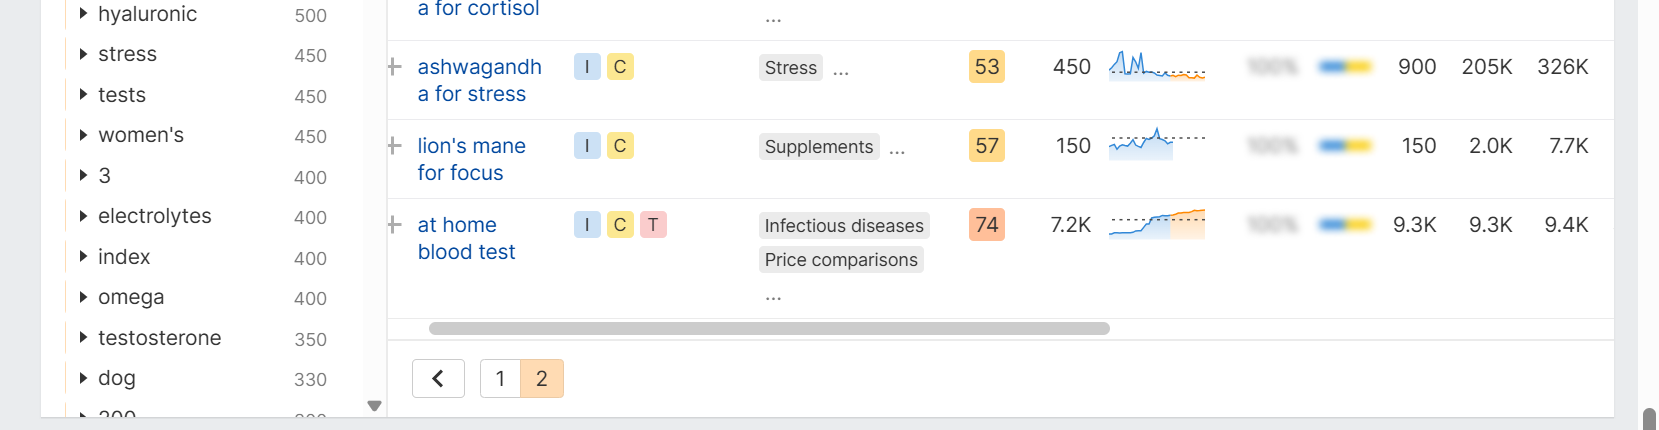 hyaluronic 500
stress 450
tests 450
women's 450
3 400
electrolytes 400
index 400
omega 400
testosterone 350
dog 330
a for cortisol
...
ashwagandh I C Stress ... 53 450 900 205K 326K
a for stress
lion's mane I C Supplements ... 57 150 150 2.0K 7.7K
for focus
at home I C T Infectious diseases 74 7.2K 9.3K 9.3K 9.4K
blood test Price comparisons
...
1 2